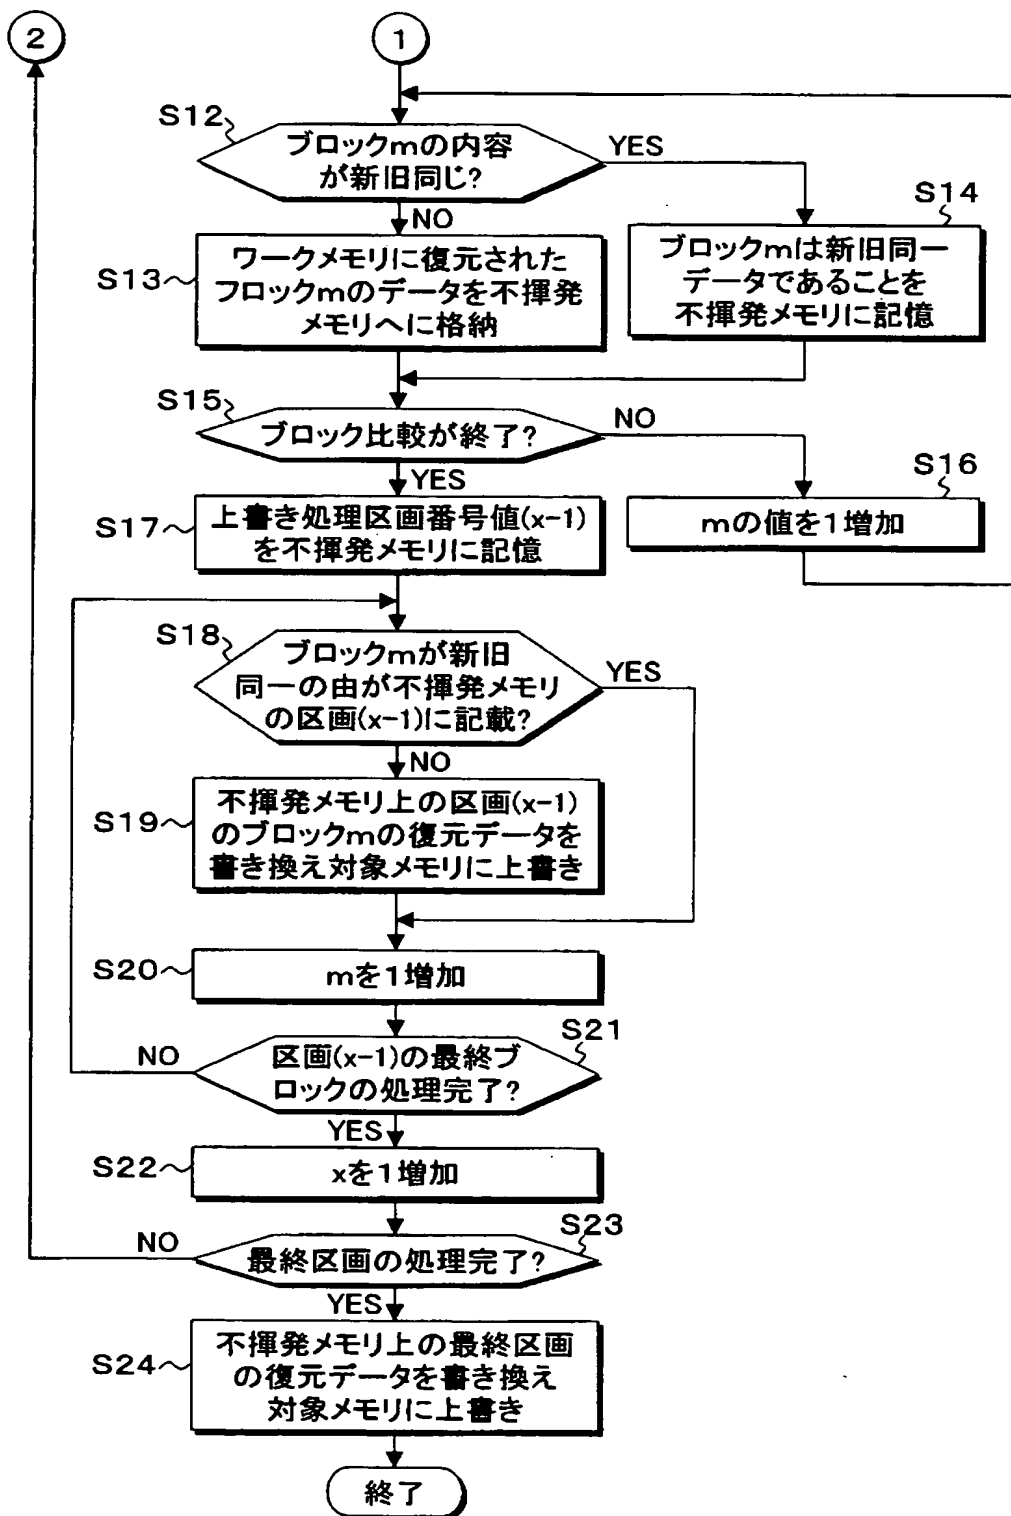 2
1
S12
ブロックmの内容
が新旧同じ?
YES
NO
S13
ワークメモリに復元された
フロックmのデータを不揮発
メモリへに格納
S14
ブロックmは新旧同一
データであることを
不揮発メモリに記憶
S15
ブロック比較が終了?
NO
YES
S16
mの値を1増加
S17
上書き処理区画番号値(x-1)
を不揮発メモリに記憶
S18
ブロックmが新旧
同一の由が不揮発メモリ
の区画(x-1)に記載?
YES
NO
S19
不揮発メモリ上の区画(x-1)
のブロックmの復元データを
書き換え対象メモリに上書き
S20
mを1増加
S21
区画(x-1)の最終ブ
ロックの処理完了?
NO
YES
S22
xを1増加
S23
最終区画の処理完了?
NO
YES
S24
不揮発メモリ上の最終区画
の復元データを書き換え
対象メモリに上書き
終了